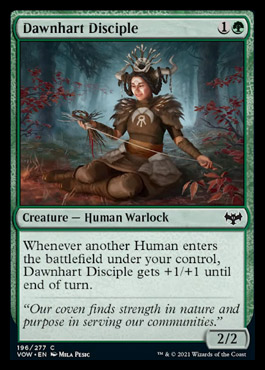 Dawnhart Disciple 1
Creature — Human Warlock
Whenever another Human enters
the battlefield under your control,
Dawnhart Disciple gets +1/+1 until
end of turn.
“Our coven finds strength in nature and
purpose in serving our communities.”
2/2
196/277 C
VOW • EN Mila Pesic
™ & © 2021 Wizards of the Coast